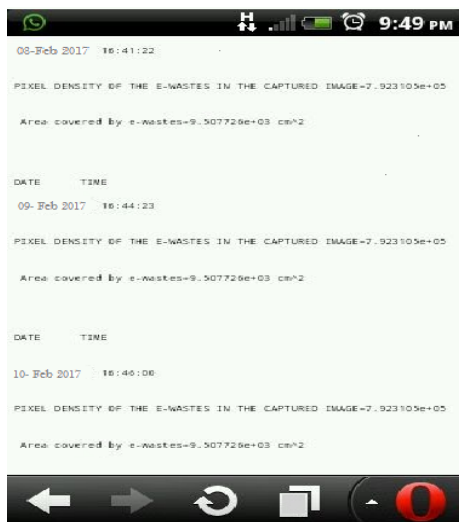 H 9:49 PM
08-Feb 2017 16:41:22
PIXEL DENSITY OF THE E-WASTES IN THE CAPTURED IMAGE=7.923105e+05
Area covered by e-wastes=9.507726e+03 cm^2
DATE TIME
09- Feb 2017 16:44:23
PIXEL DENSITY OF THE E-WASTES IN THE CAPTURED IMAGE=7.923105e+05
Area covered by e-wastes=9.507726e+03 cm^2
DATE TIME
10- Feb 2017 16:46:00
PIXEL DENSITY OF THE E-WASTES IN THE CAPTURED IMAGE=7.923105e+05
Area covered by e-wastes=9.507726e+03 cm^2